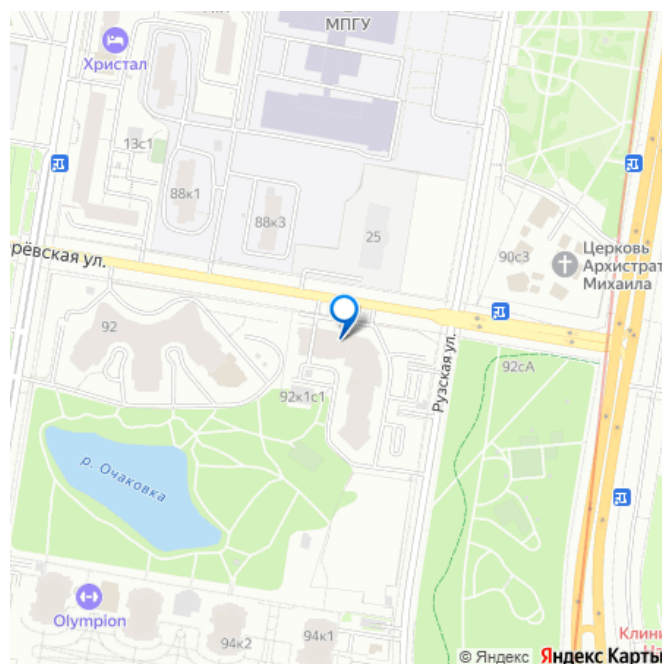 МПГУ
Христал
13с1
88к1
88к3
25
90с3
Церковь
Архистрат
Михаила
рёвская ул.
92
92к1с1
Рузская ул.
92сА
р. Очаковка
Olympion
94к2
94к1
Клини
© Яндекс Яндекс Карты